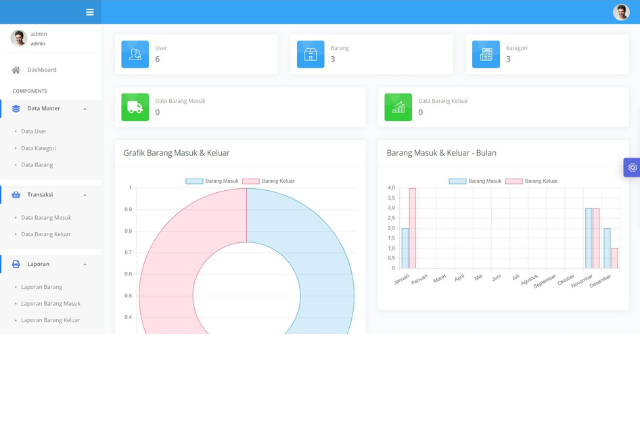 admin
admin
Dashboard
COMPONENTS
Data Master
Data User
Data Kategori
Data Barang
Transaksi
Data Barang Masuk
Data Barang Keluar
Laporan
Laporan Barang
Laporan Barang Masuk
Laporan Barang Keluar
User
6
Barang
3
Kategori
3
Data Barang Masuk
0
Data Barang Keluar
0
Grafik Barang Masuk & Keluar
Barang Masuk Barang Keluar
1
0.9
0.8
0.7
0.6
0.5
0.4
Barang Masuk & Keluar - Bulan
Barang Masuk Barang Keluar
4,0
3,5
3,0
2,5
2,0
1,5
1,0
0,5
0
Januari Febuari Maret April Mei Juni Juli Agustus September Oktober November Desember